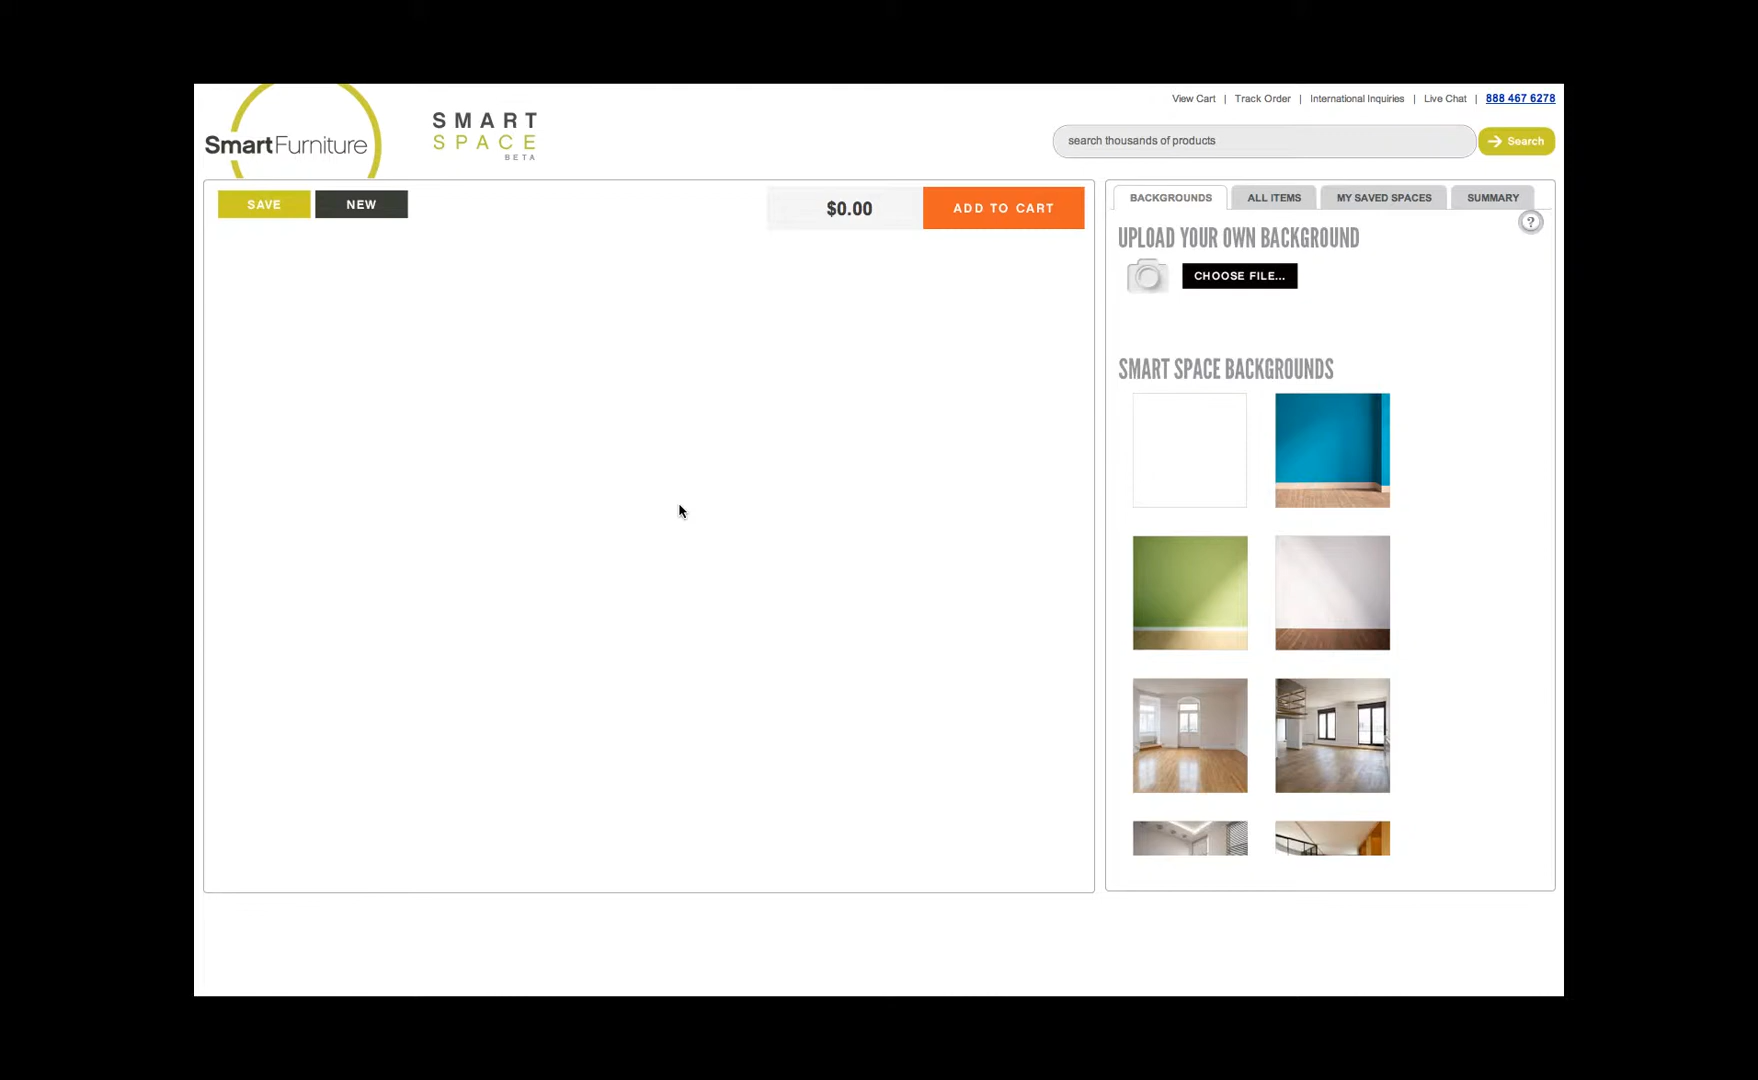 View Cart | Track Order | International Inquiries | Live Chat | 888 467 6278
SmartFurniture
SMART
SPACE
BETA
search thousands of products
Search
SAVE
NEW
$0.00
ADD TO CART
BACKGROUNDS
ALL ITEMS
MY SAVED SPACES
SUMMARY
?
UPLOAD YOUR OWN BACKGROUND
CHOOSE FILE...
SMART SPACE BACKGROUNDS